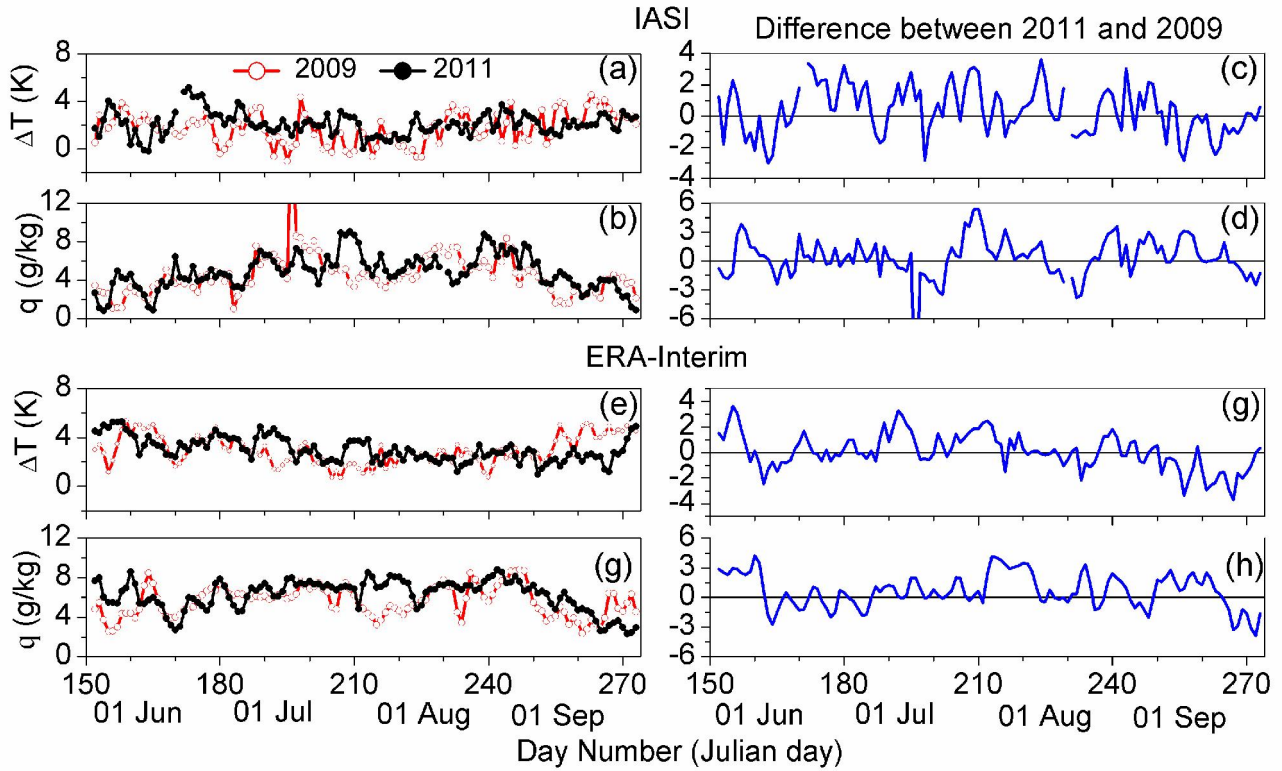 IASI
Difference between 2011 and 2009
8
4
0
ΔT (K)
2009
2011
(a)
4
2
0
-2
-4
(c)
12
8
4
0
q (g/kg)
(b)
6
3
0
-3
-6
(d)
ERA-Interim
8
4
0
ΔT (K)
(e)
4
2
0
-2
-4
(g)
12
8
4
0
q (g/kg)
(g)
6
3
0
-3
-6
(h)
150 180 210 240 270
150 180 210 240 270
01 Jun 01 Jul 01 Aug 01 Sep
01 Jun 01 Jul 01 Aug 01 Sep
Day Number (Julian day)